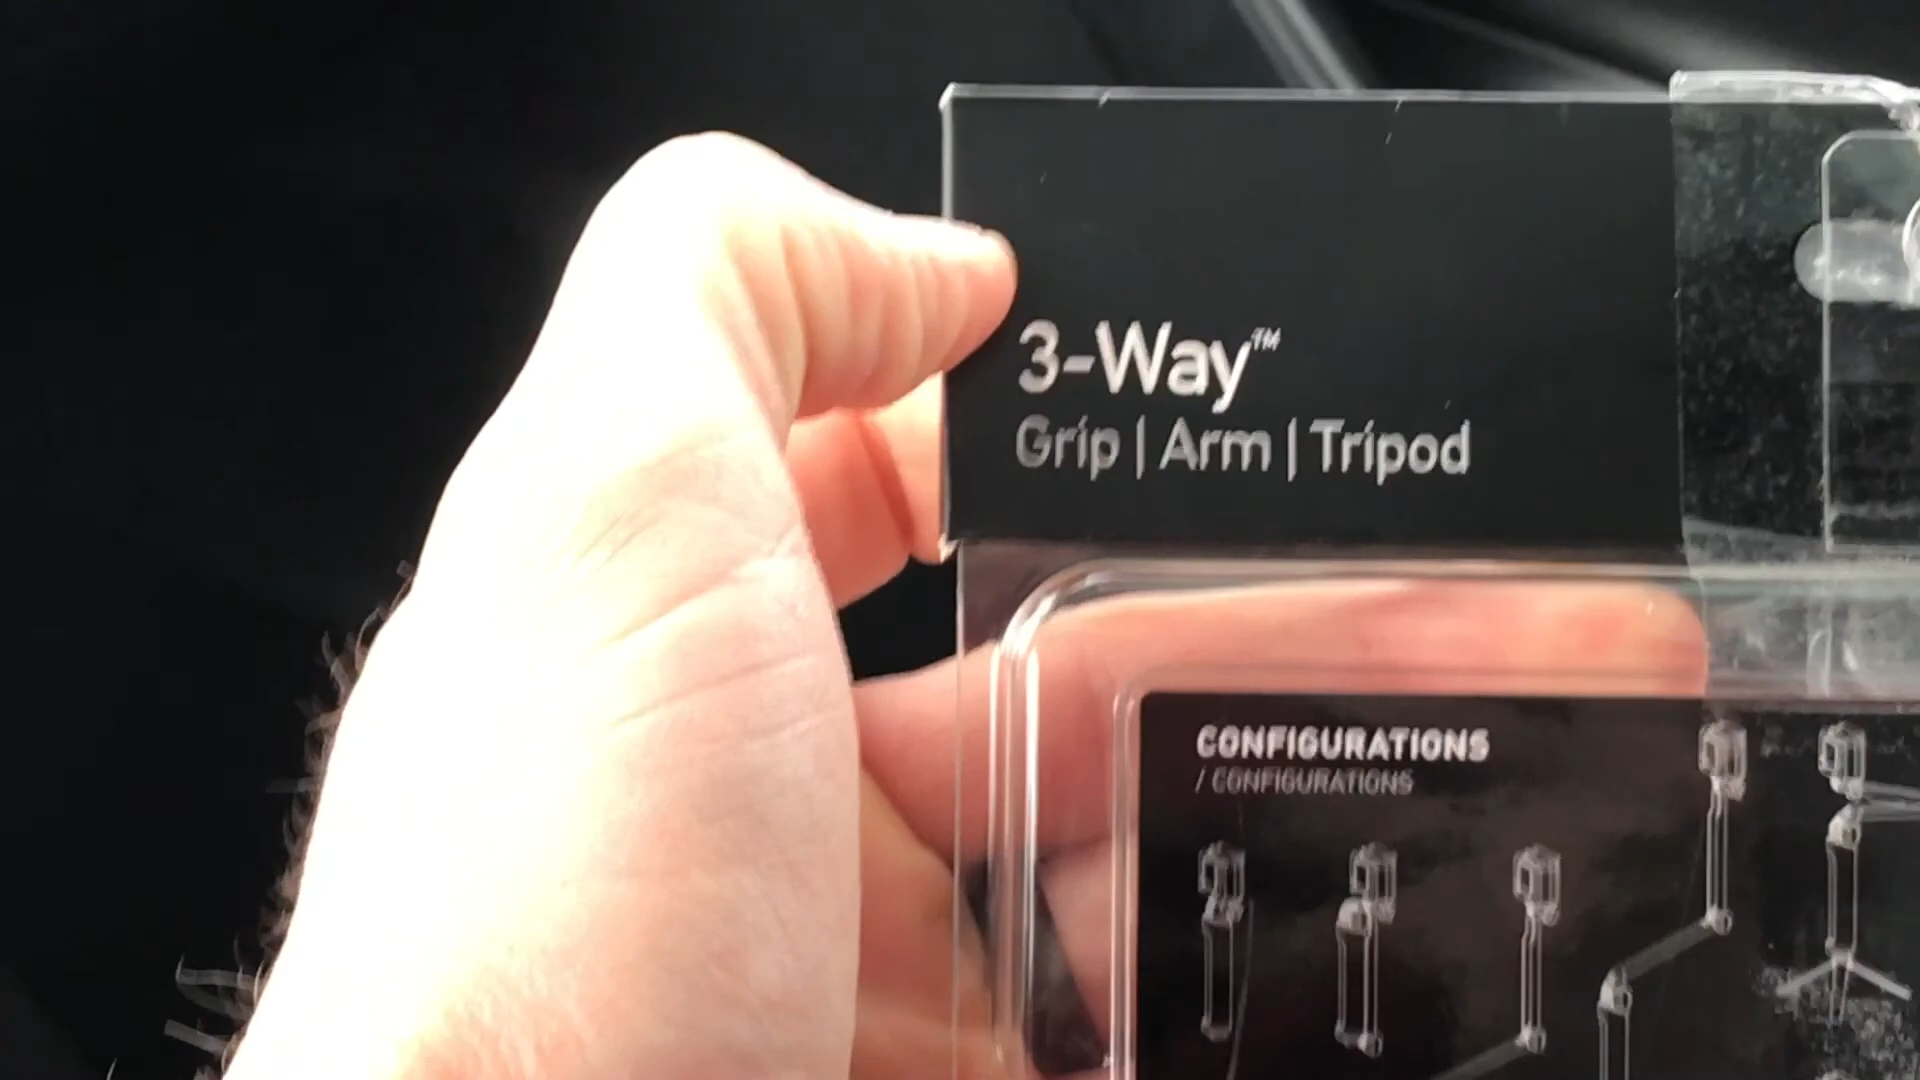 3-Way™
Grip | Arm | Tripod
CONFIGURATIONS
/ CONFIGURATIONS